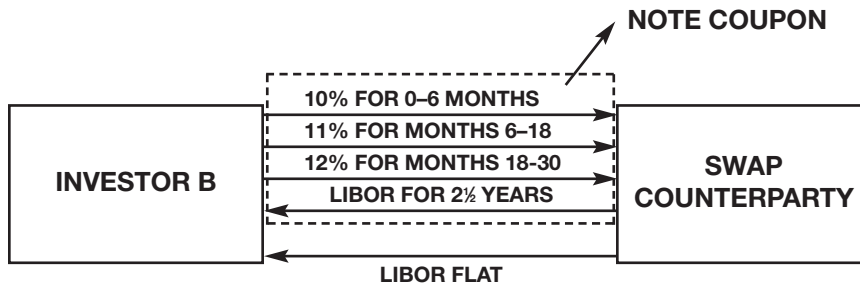 NOTE COUPON
10% FOR 0–6 MONTHS
11% FOR MONTHS 6–18
12% FOR MONTHS 18-30
LIBOR FOR 2½ YEARS
INVESTOR B
SWAP
COUNTERPARTY
LIBOR FLAT